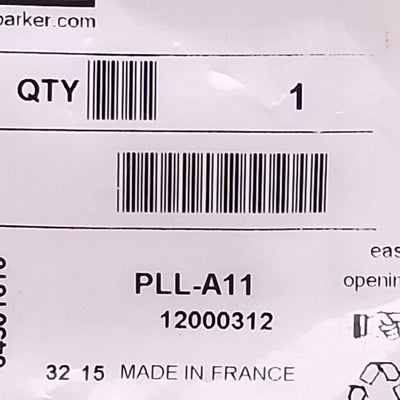 parker.com
QTY 1
eas
openin
PLL-A11
12000312
32 15 MADE IN FRANCE